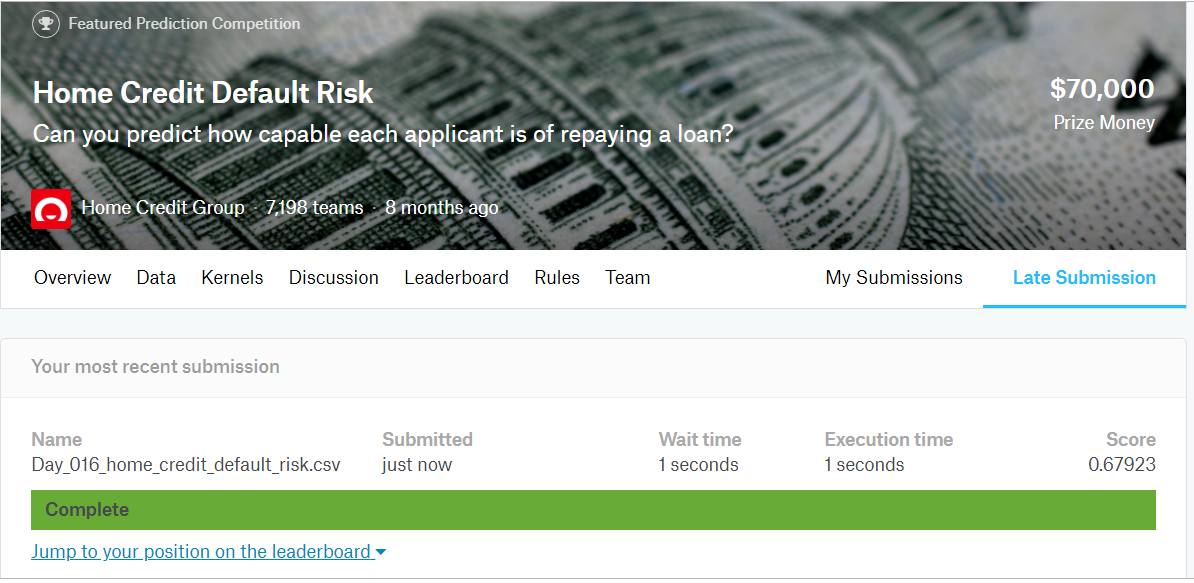 Featured Prediction Competition
Home Credit Default Risk
$70,000
Can you predict how capable each applicant is of repaying a loan?
Prize Money
Home Credit Group · 7,198 teams · 8 months ago
Overview Data Kernels Discussion Leaderboard Rules Team My Submissions Late Submission
Your most recent submission
Name Submitted Wait time Execution time Score
Day_016_home_credit_default_risk.csv just now 1 seconds 1 seconds 0.67923
Complete
Jump to your position on the leaderboard